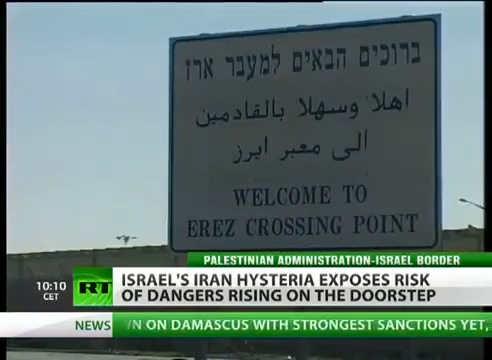 ברוכים הבאים למעבר ארז
اهلا وسهلا بالقادمين
الى معبر ايرز
WELCOME TO
EREZ CROSSING POINT
PALESTINIAN ADMINISTRATION-ISRAEL BORDER
10:10
CET
RT
ISRAEL'S IRAN HYSTERIA EXPOSES RISK
OF DANGERS RISING ON THE DOORSTEP
NEWS
WN ON DAMASCUS WITH STRONGEST SANCTIONS YET,